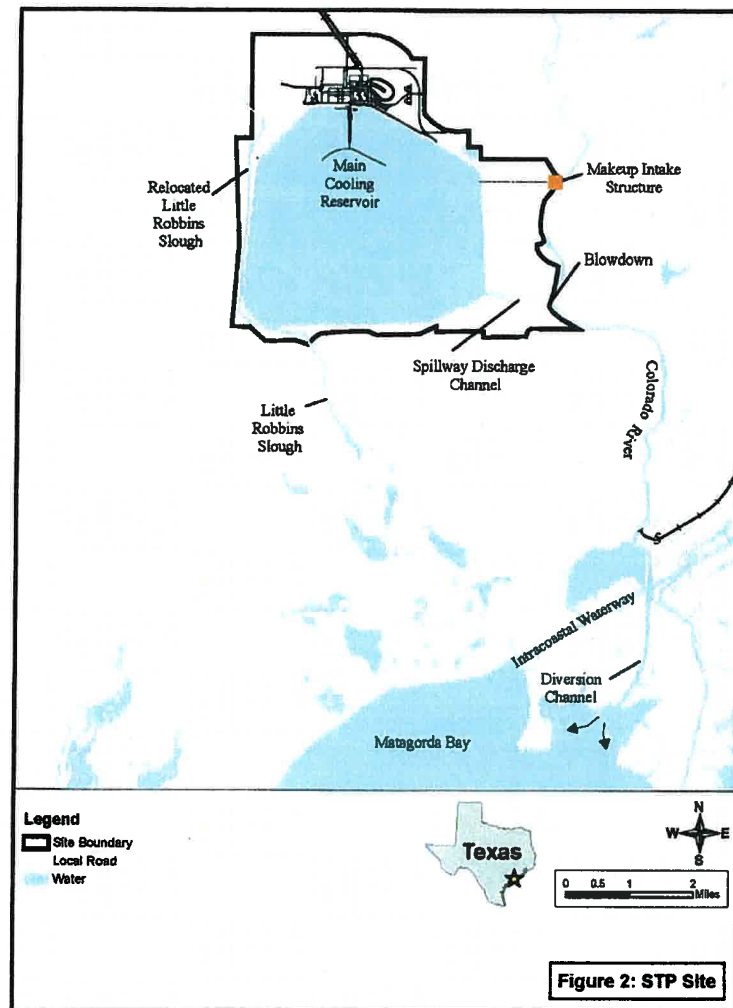 Main
Cooling
Reservoir
Makeup Intake
Structure
Relocated
Little
Robbins
Slough
Blowdown
Spillway Discharge
Channel
Colorado River
Little
Robbins
Slough
S
Intracoastal Waterway
Diversion
Channel
Matagorda Bay
Legend
Site Boundary
Local Road
Water
Texas
N
W E
S
0 0.5 1 2
Miles
Figure 2: STP Site